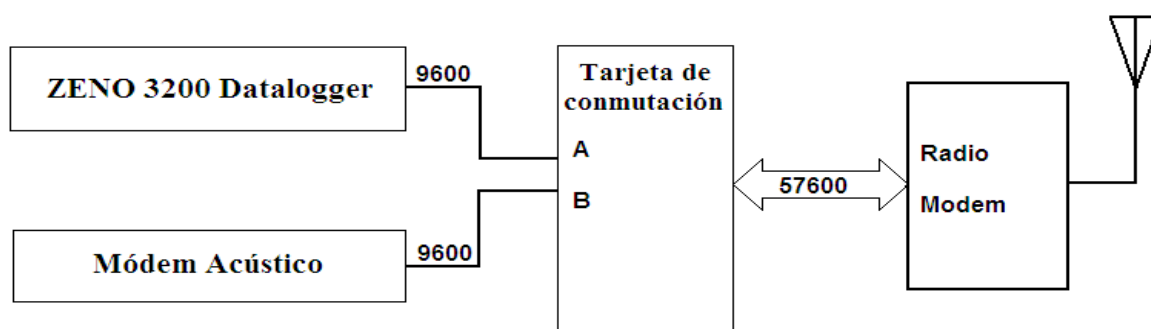 ZENO 3200 Datalogger
9600
Tarjeta de
conmutación
A
B
57600
Radio
Modem
Módem Acústico
9600